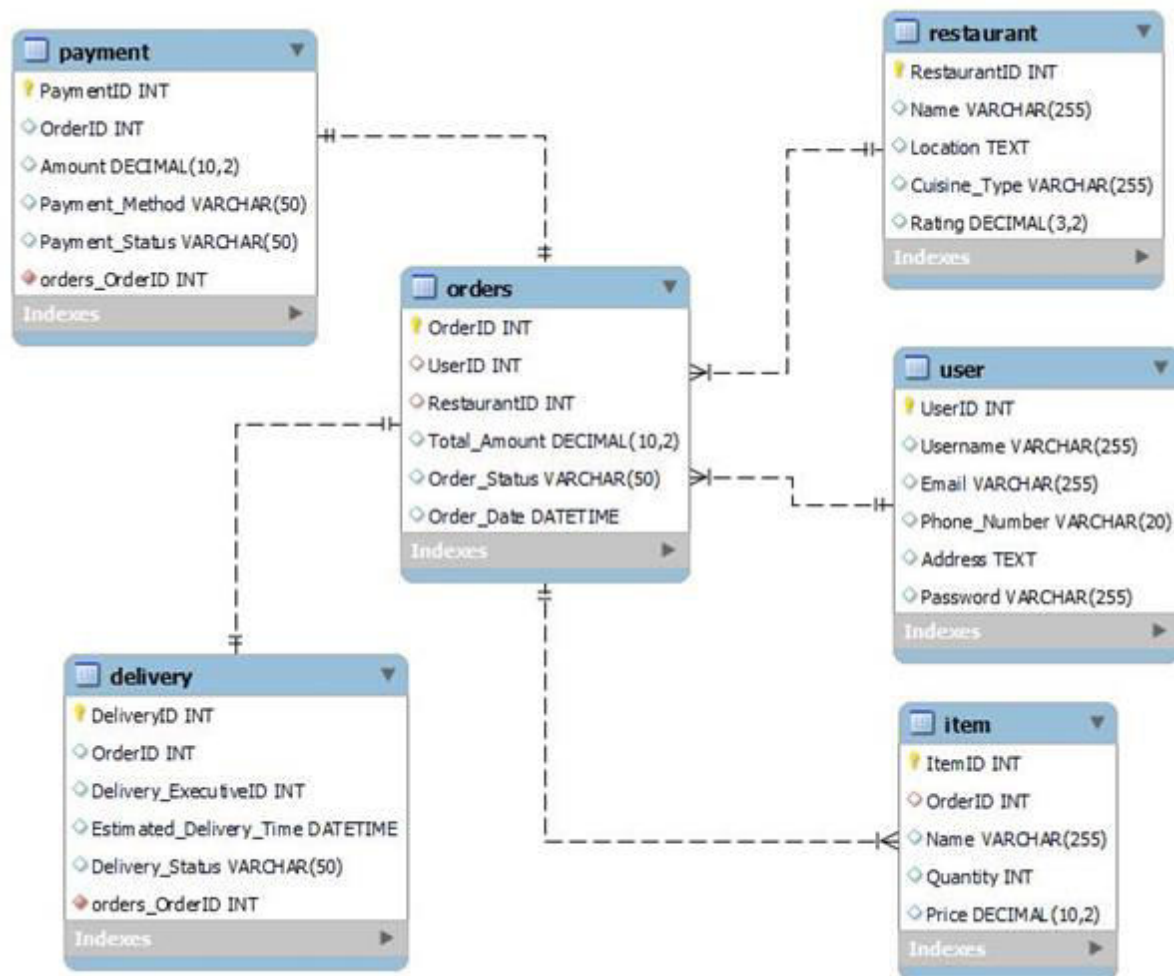 payment
PaymentID INT
OrderID INT
Amount DECIMAL(10,2)
Payment_Method VARCHAR(50)
Payment_Status VARCHAR(50)
orders_OrderID INT
Indexes
restaurant
RestaurantID INT
Name VARCHAR(255)
Location TEXT
Cuisine_Type VARCHAR(255)
Rating DECIMAL(3,2)
Indexes
orders
OrderID INT
UserID INT
RestaurantID INT
Total_Amount DECIMAL(10,2)
Order_Status VARCHAR(50)
Order_Date DATETIME
Indexes
user
UserID INT
Username VARCHAR(255)
Email VARCHAR(255)
Phone_Number VARCHAR(20)
Address TEXT
Password VARCHAR(255)
Indexes
delivery
DeliveryID INT
OrderID INT
Delivery_ExecutiveID INT
Estimated_Delivery_Time DATETIME
Delivery_Status VARCHAR(50)
orders_OrderID INT
Indexes
item
ItemID INT
OrderID INT
Name VARCHAR(255)
Quantity INT
Price DECIMAL(10,2)
Indexes